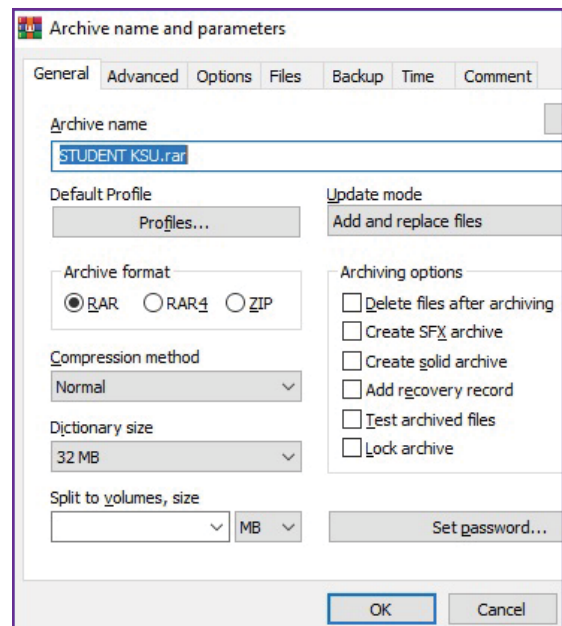 Archive name and parameters
General Advanced Options Files Backup Time Comment
Archive name
STUDENT KSU.rar
Default Profile
Profiles...
Update mode
Add and replace files
Archive format
RAR RAR4 ZIP
Compression method
Normal
Dictionary size
32 MB
Split to volumes, size
MB
Archiving options
Delete files after archiving
Create SFX archive
Create solid archive
Add recovery record
Test archived files
Lock archive
Set password...
OK Cancel